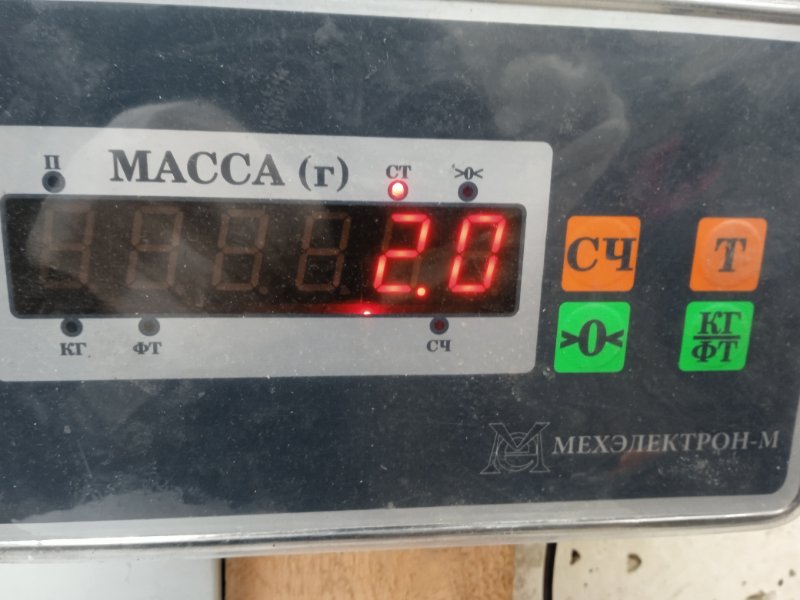 П
МАССА (г)
СТ
>0<
2.0
КГ
ФТ
СЧ
СЧ
Т
>0<
КГ
ФТ
МЕХЭЛЕКТРОН-М